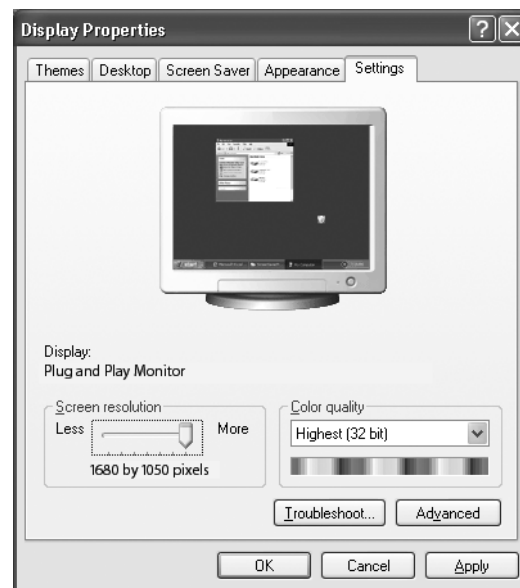 Display Properties
Themes Desktop Screen Saver Appearance Settings
start
Display:
Plug and Play Monitor
Screen resolution
Less More
1680 by 1050 pixels
Color quality
Highest (32 bit)
Troubleshoot... Advanced
OK Cancel Apply